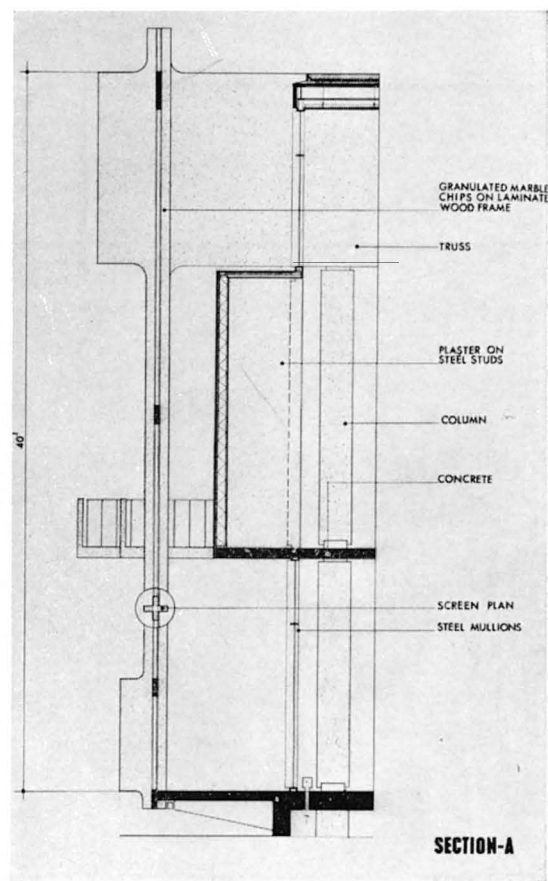 GRANULATED MARBLE
CHIPS ON LAMINATE
WOOD FRAME
TRUSS
PLASTER ON
STEEL STUDS
COLUMN
40'
CONCRETE
SCREEN PLAN
STEEL MULLIONS
SECTION-A